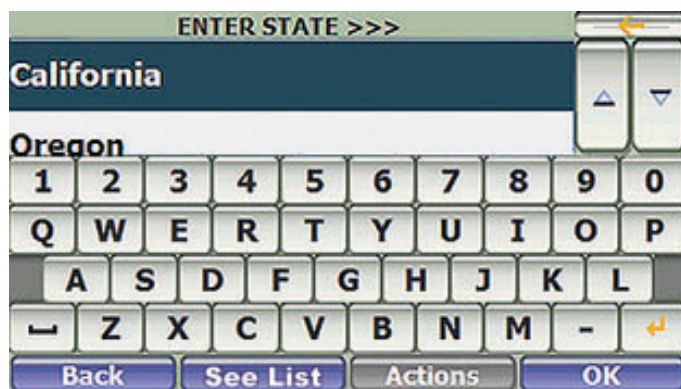 ENTER STATE >>>
California
Oregon
1 2 3 4 5 6 7 8 9 0
Q W E R T Y U I O P
A S D F G H J K L
Z X C V B N M -
Back See List Actions OK